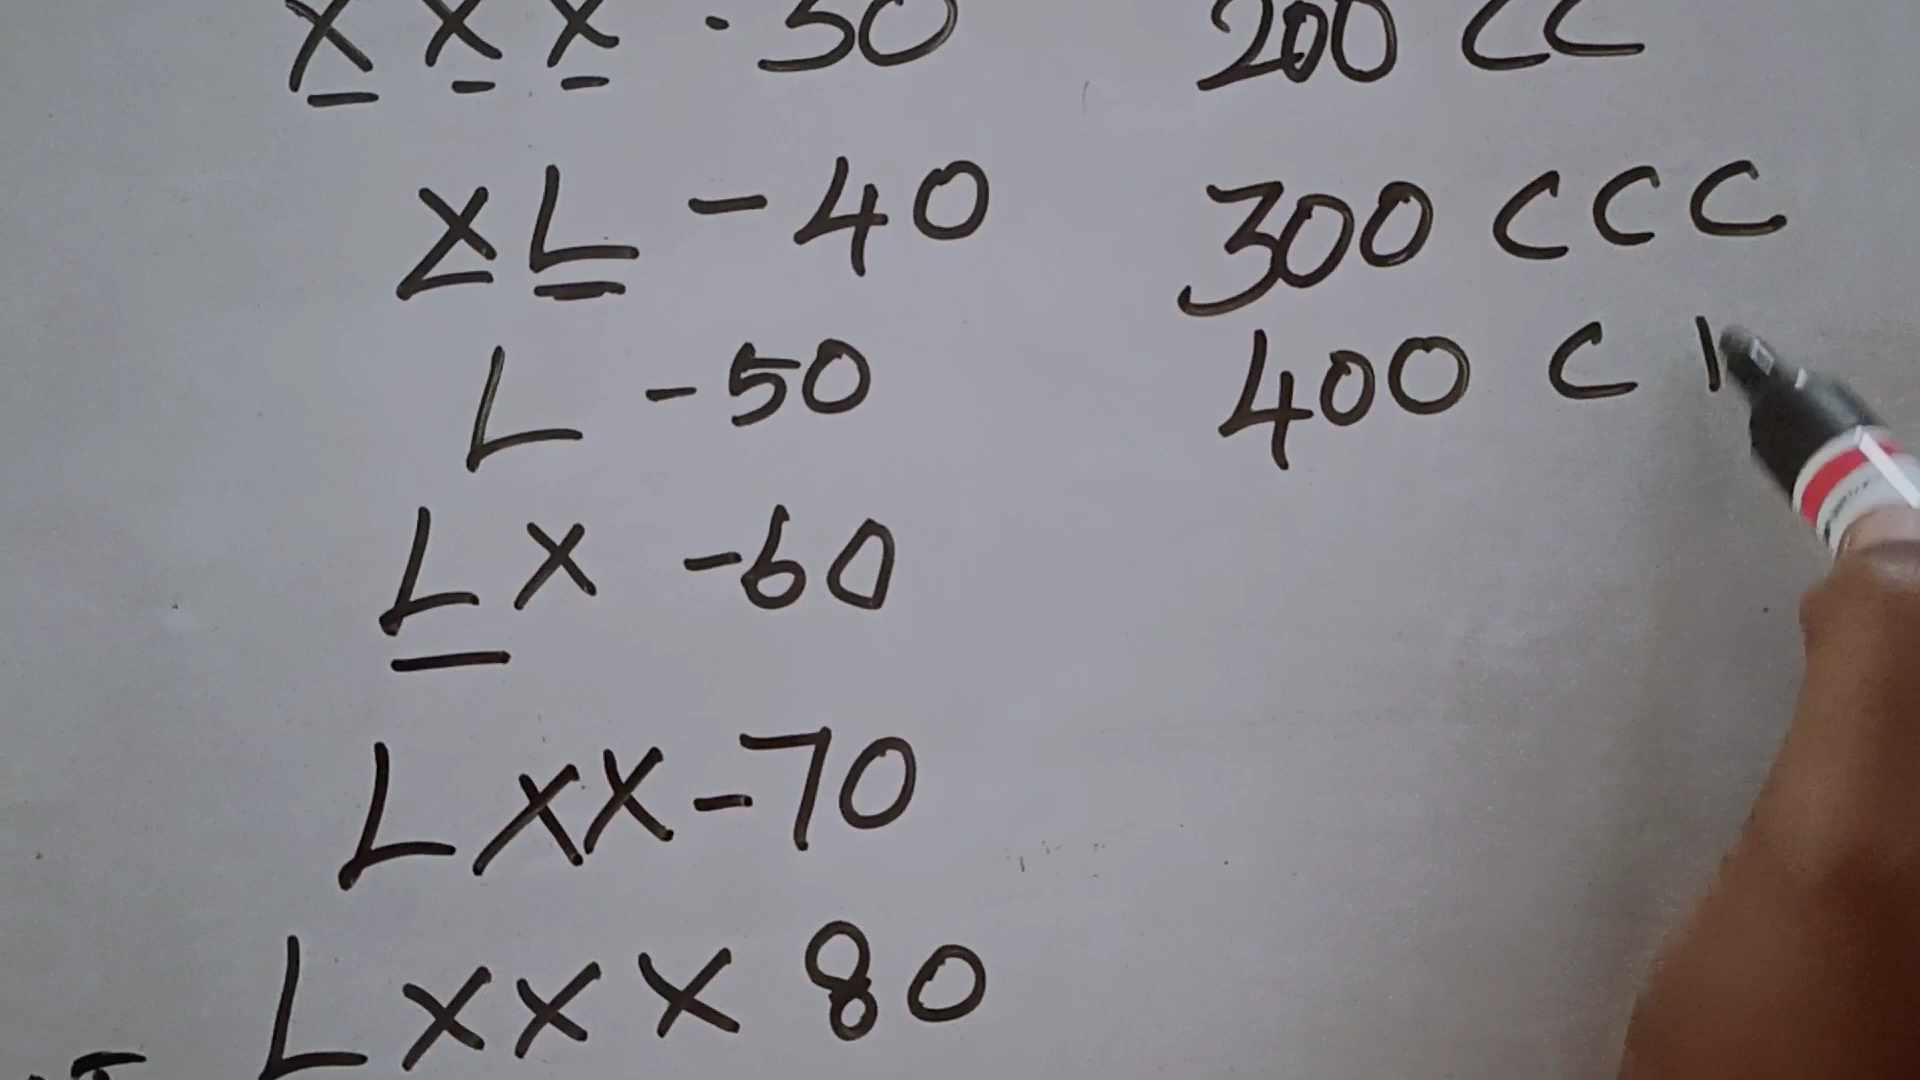 XXX - 30
XL - 40
L - 50
LX - 60
LXX - 70
LXXX 80
200 CC
300 CCC
400 C